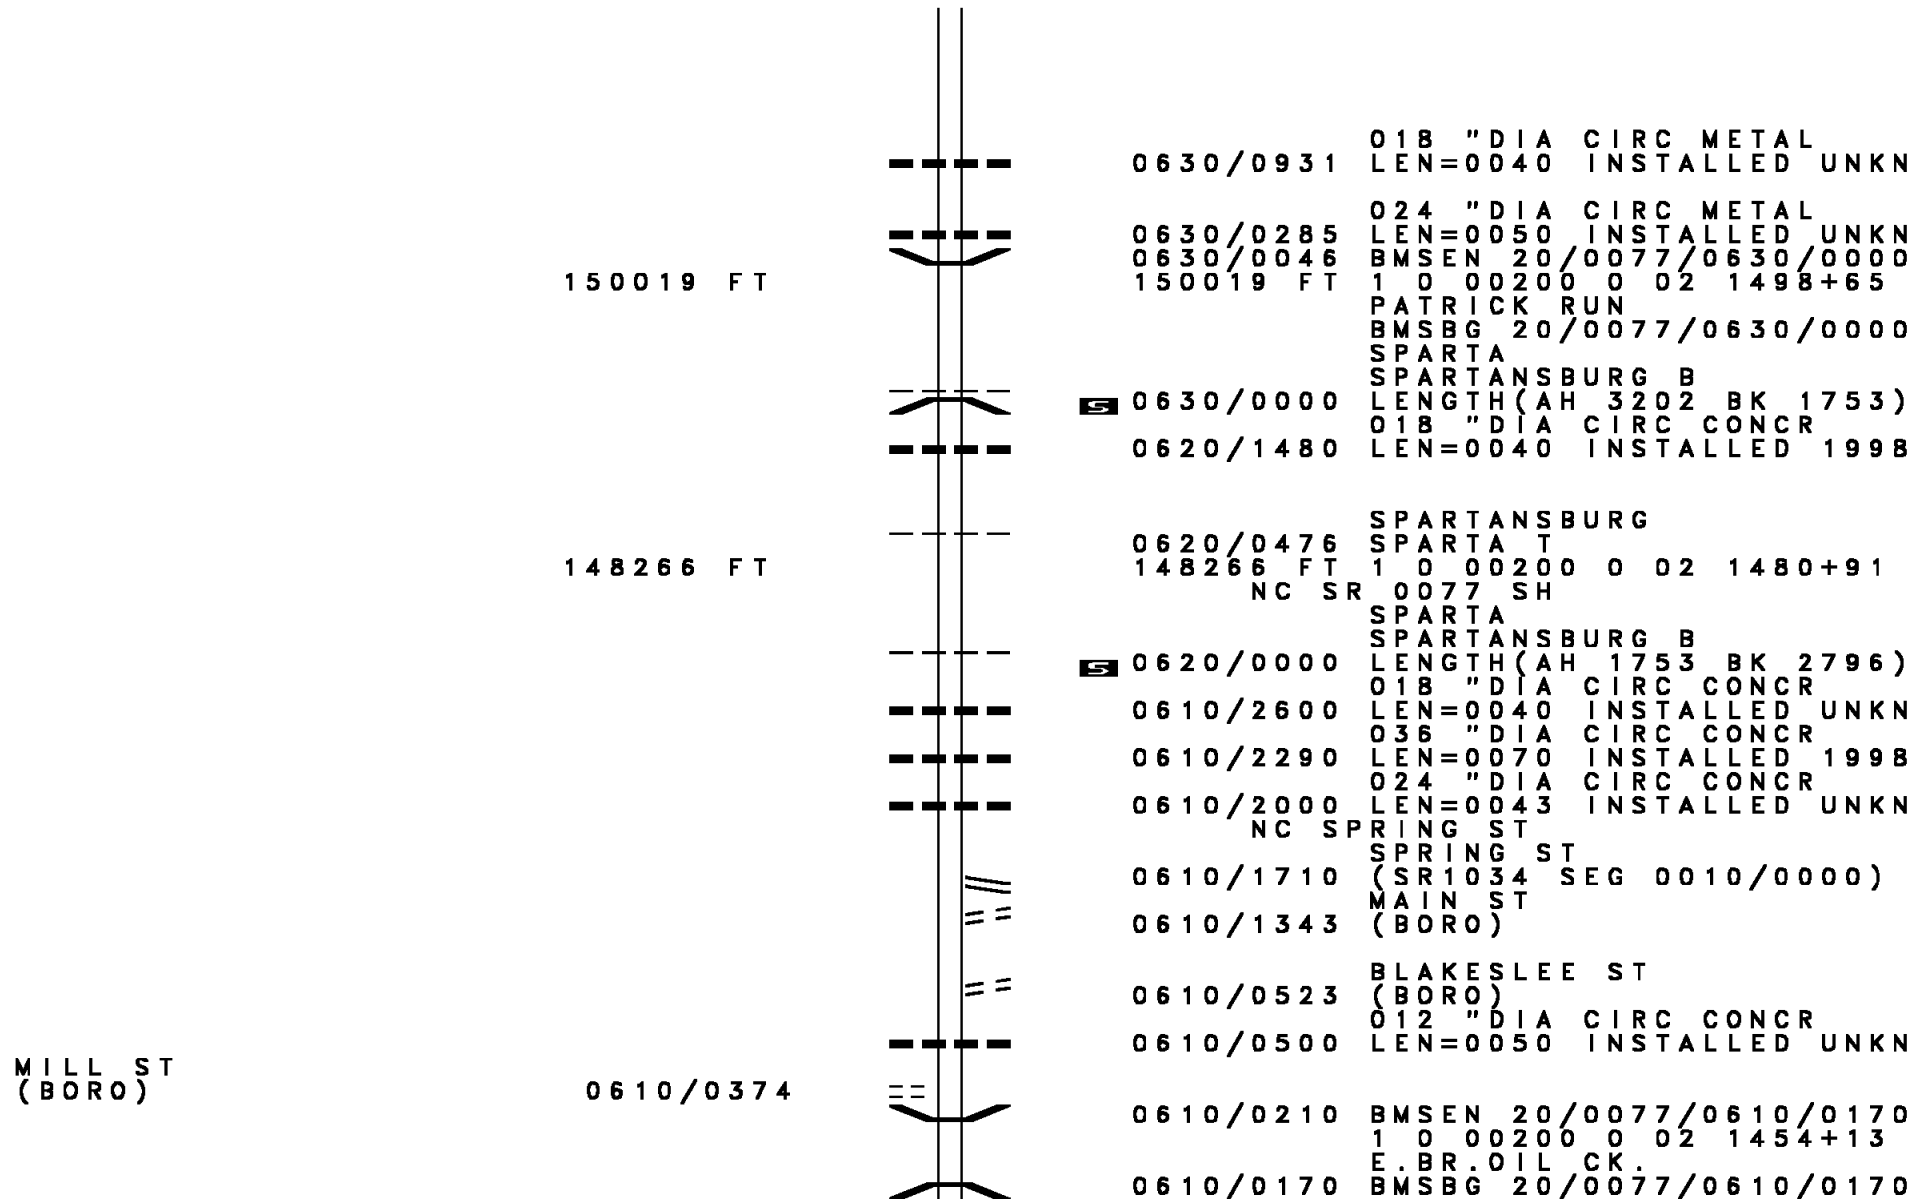 018 "DIA CIRC METAL
0630/0931 LEN=0040 INSTALLED UNKN
024 "DIA CIRC METAL
0630/0285 LEN=0050 INSTALLED UNKN
0630/0046 BMSEN 20/0077/0630/0000
150019 FT 150019 FT 1 0 00200 0 02 1498+65
PATRICK RUN
BMSBG 20/0077/0630/0000
SPARTA
SPARTANSBURG B
S 0630/0000 LENGTH(AH 3202 BK 1753)
018 "DIA CIRC CONCR
0620/1480 LEN=0040 INSTALLED 1998
SPARTANSBURG
0620/0476 SPARTA T
148266 FT 148266 FT 1 0 00200 0 02 1480+91
NC SR 0077 SH
SPARTA
SPARTANSBURG B
S 0620/0000 LENGTH(AH 1753 BK 2796)
018 "DIA CIRC CONCR
0610/2600 LEN=0040 INSTALLED UNKN
036 "DIA CIRC CONCR
0610/2290 LEN=0070 INSTALLED 1998
024 "DIA CIRC CONCR
0610/2000 LEN=0043 INSTALLED UNKN
NC SPRING ST
SPRING ST
0610/1710 (SR1034 SEG 0010/0000)
MAIN ST
0610/1343 (BORO)
BLAKESLEE ST
0610/0523 (BORO)
012 "DIA CIRC CONCR
0610/0500 LEN=0050 INSTALLED UNKN
MILL ST
(BORO) 0610/0374
0610/0210 BMSEN 20/0077/0610/0170
1 0 00200 0 02 1454+13
E.BR.OIL CK.
0610/0170 BMSBG 20/0077/0610/0170